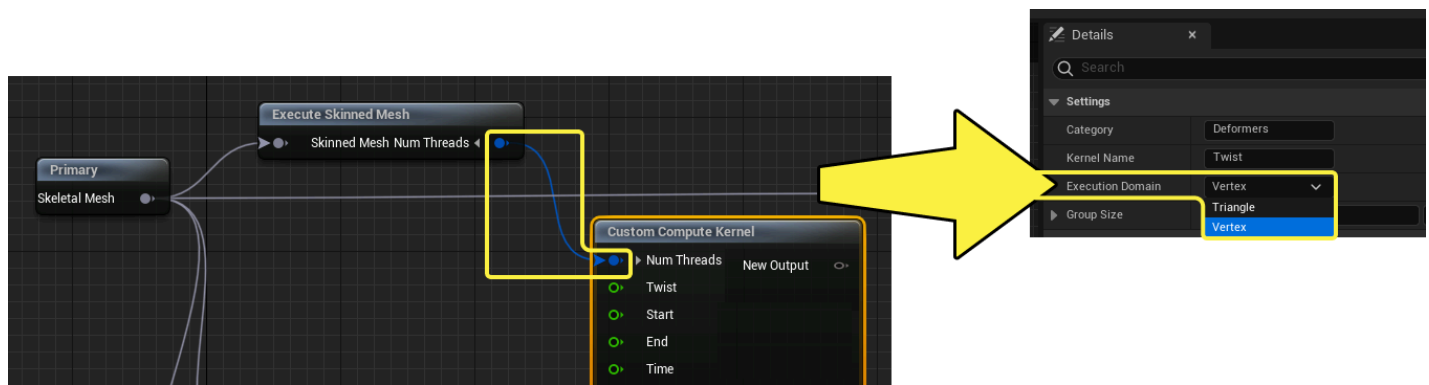 Primary
Skeletal Mesh
Execute Skinned Mesh
Skinned Mesh Num Threads
Custom Compute Kernel
Num Threads New Output
Twist
Start
End
Time
Details
Search
Settings
Category Deformers
Kernel Name Twist
Execution Domain Vertex
Triangle
Group Size
Vertex